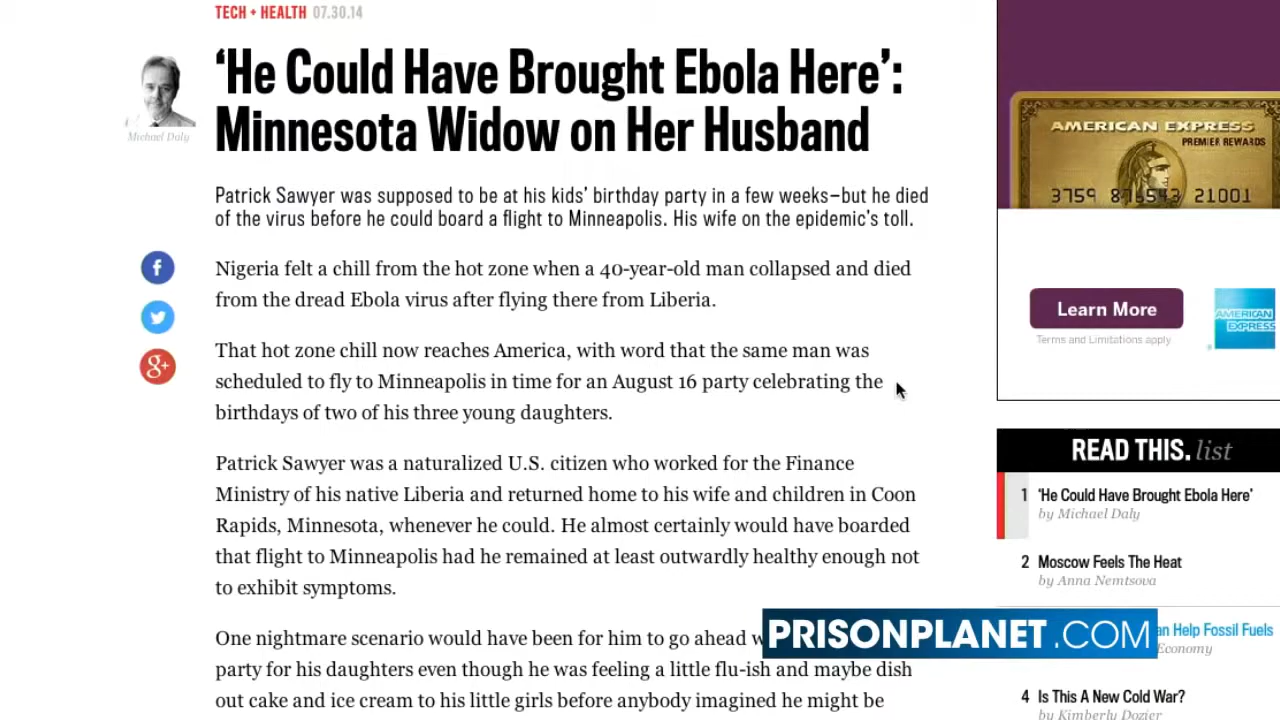 TECH + HEALTH 07.30.14
‘He Could Have Brought Ebola Here’:
Minnesota Widow on Her Husband
Michael Daly
Patrick Sawyer was supposed to be at his kids’ birthday party in a few weeks—but he died
of the virus before he could board a flight to Minneapolis. His wife on the epidemic’s toll.
Nigeria felt a chill from the hot zone when a 40-year-old man collapsed and died
from the dread Ebola virus after flying there from Liberia.
That hot zone chill now reaches America, with word that the same man was
scheduled to fly to Minneapolis in time for an August 16 party celebrating the
birthdays of two of his three young daughters.
Patrick Sawyer was a naturalized U.S. citizen who worked for the Finance
Ministry of his native Liberia and returned home to his wife and children in Coon
Rapids, Minnesota, whenever he could. He almost certainly would have boarded
that flight to Minneapolis had he remained at least outwardly healthy enough not
to exhibit symptoms.
One nightmare scenario would have been for him to go ahead
party for his daughters even though he was feeling a little flu-ish and maybe dish
out cake and ice cream to his little girls before anybody imagined he might be
AMERICAN EXPRESS
PREMIER REWARDS
3759 876543 21001
Learn More
Terms and Limitations apply
AMERICAN
EXPRESS
READ THIS. list
1 ‘He Could Have Brought Ebola Here’
by Michael Daly
2 Moscow Feels The Heat
by Anna Nemtsova
Help Fossil Fuels
Economy
4 Is This A New Cold War?
by Kimberly Dozier
PRISONPLANET.COM